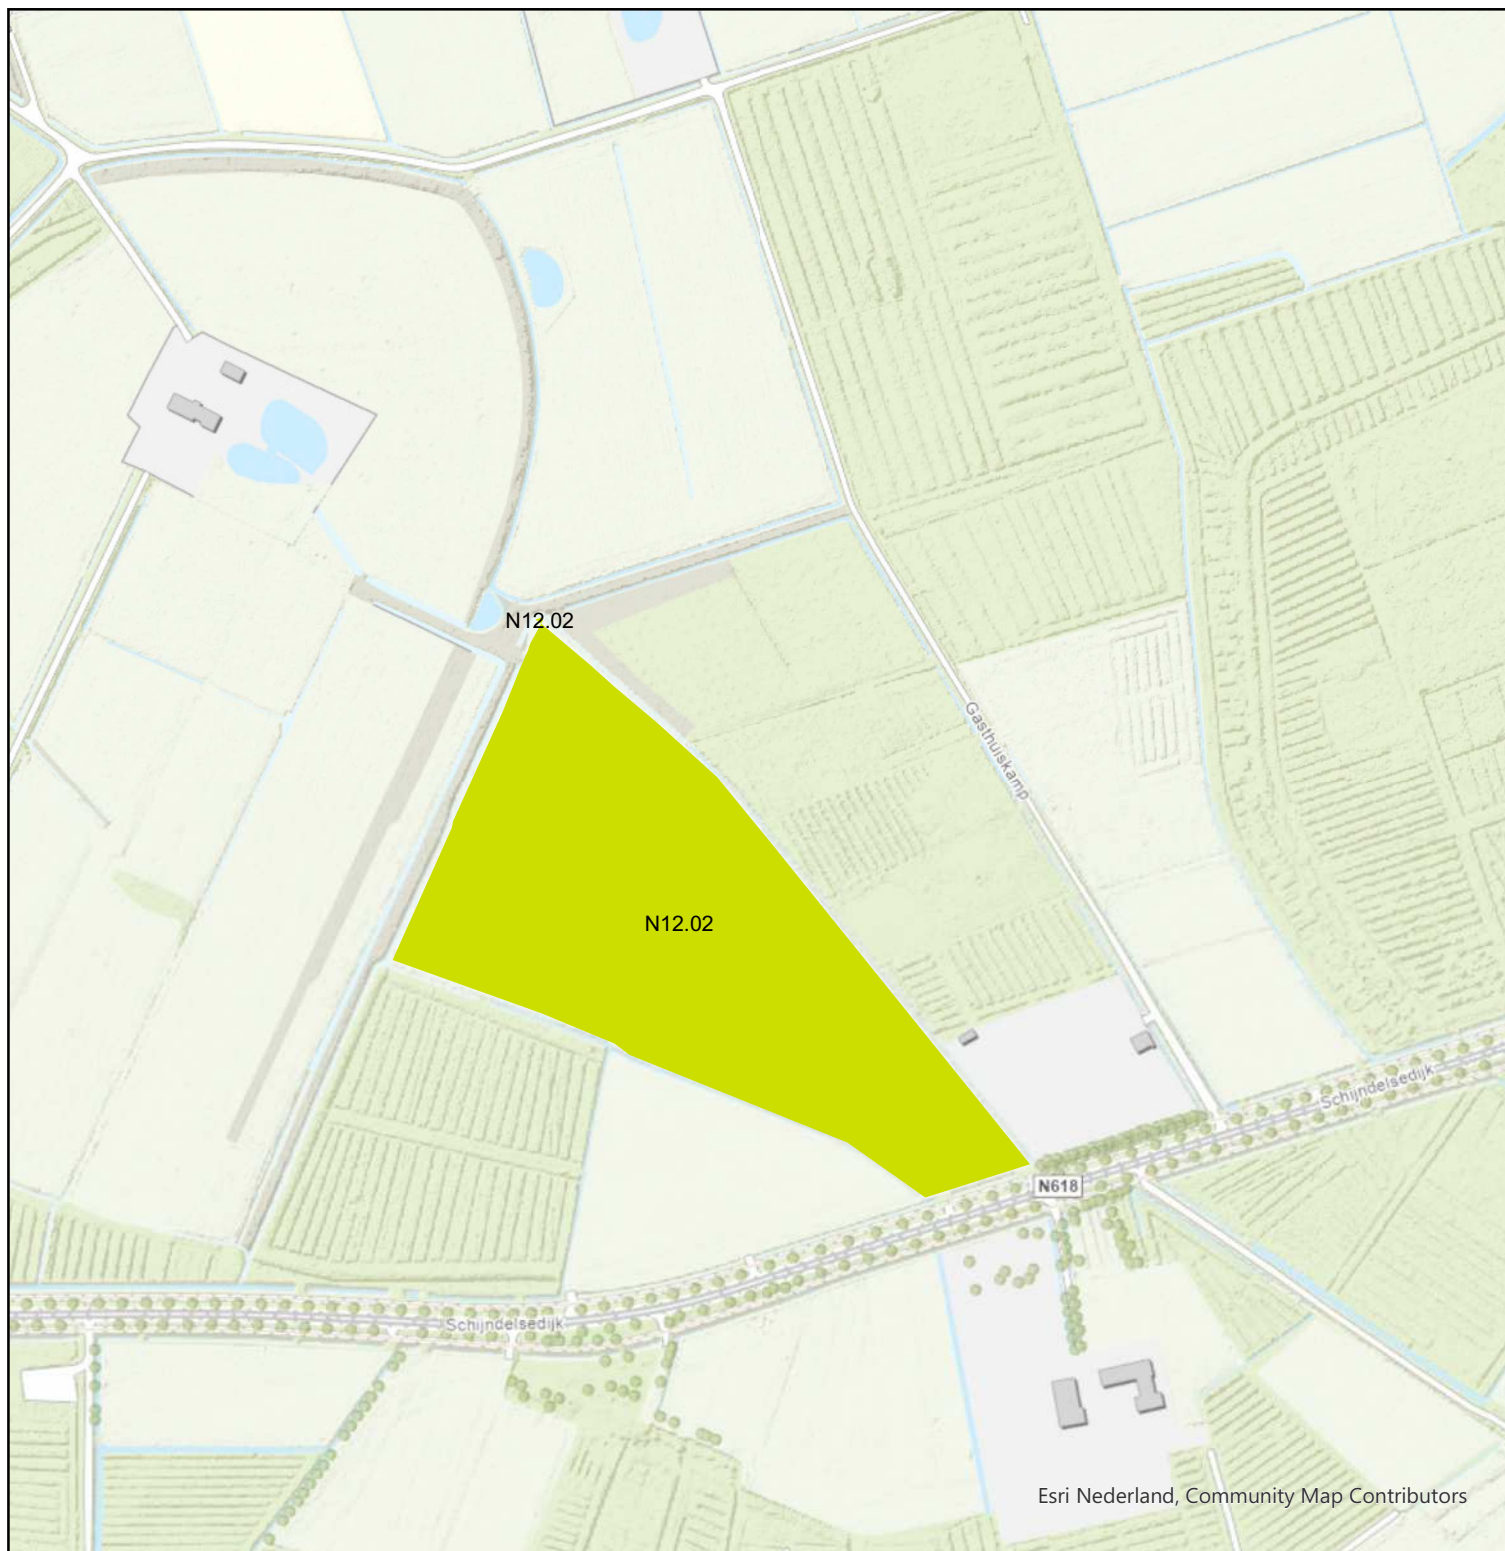 N12.02
Gasthuiskamp
N12.02
Schijndelsedijk
N618
Schijndelsedijk
Esri Nederland, Community Map Contributors